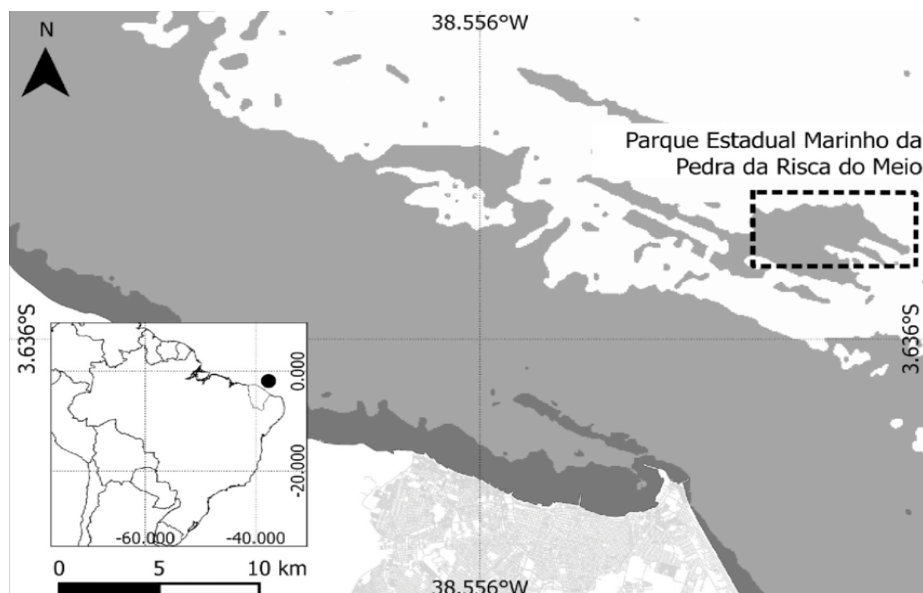 N
38.556°W
Parque Estadual Marinho da
Pedra da Risca do Meio
3.636°S
3.636°S
0.000
-20.000
-60.000
-40.000
0
5
10 km
38.556°W